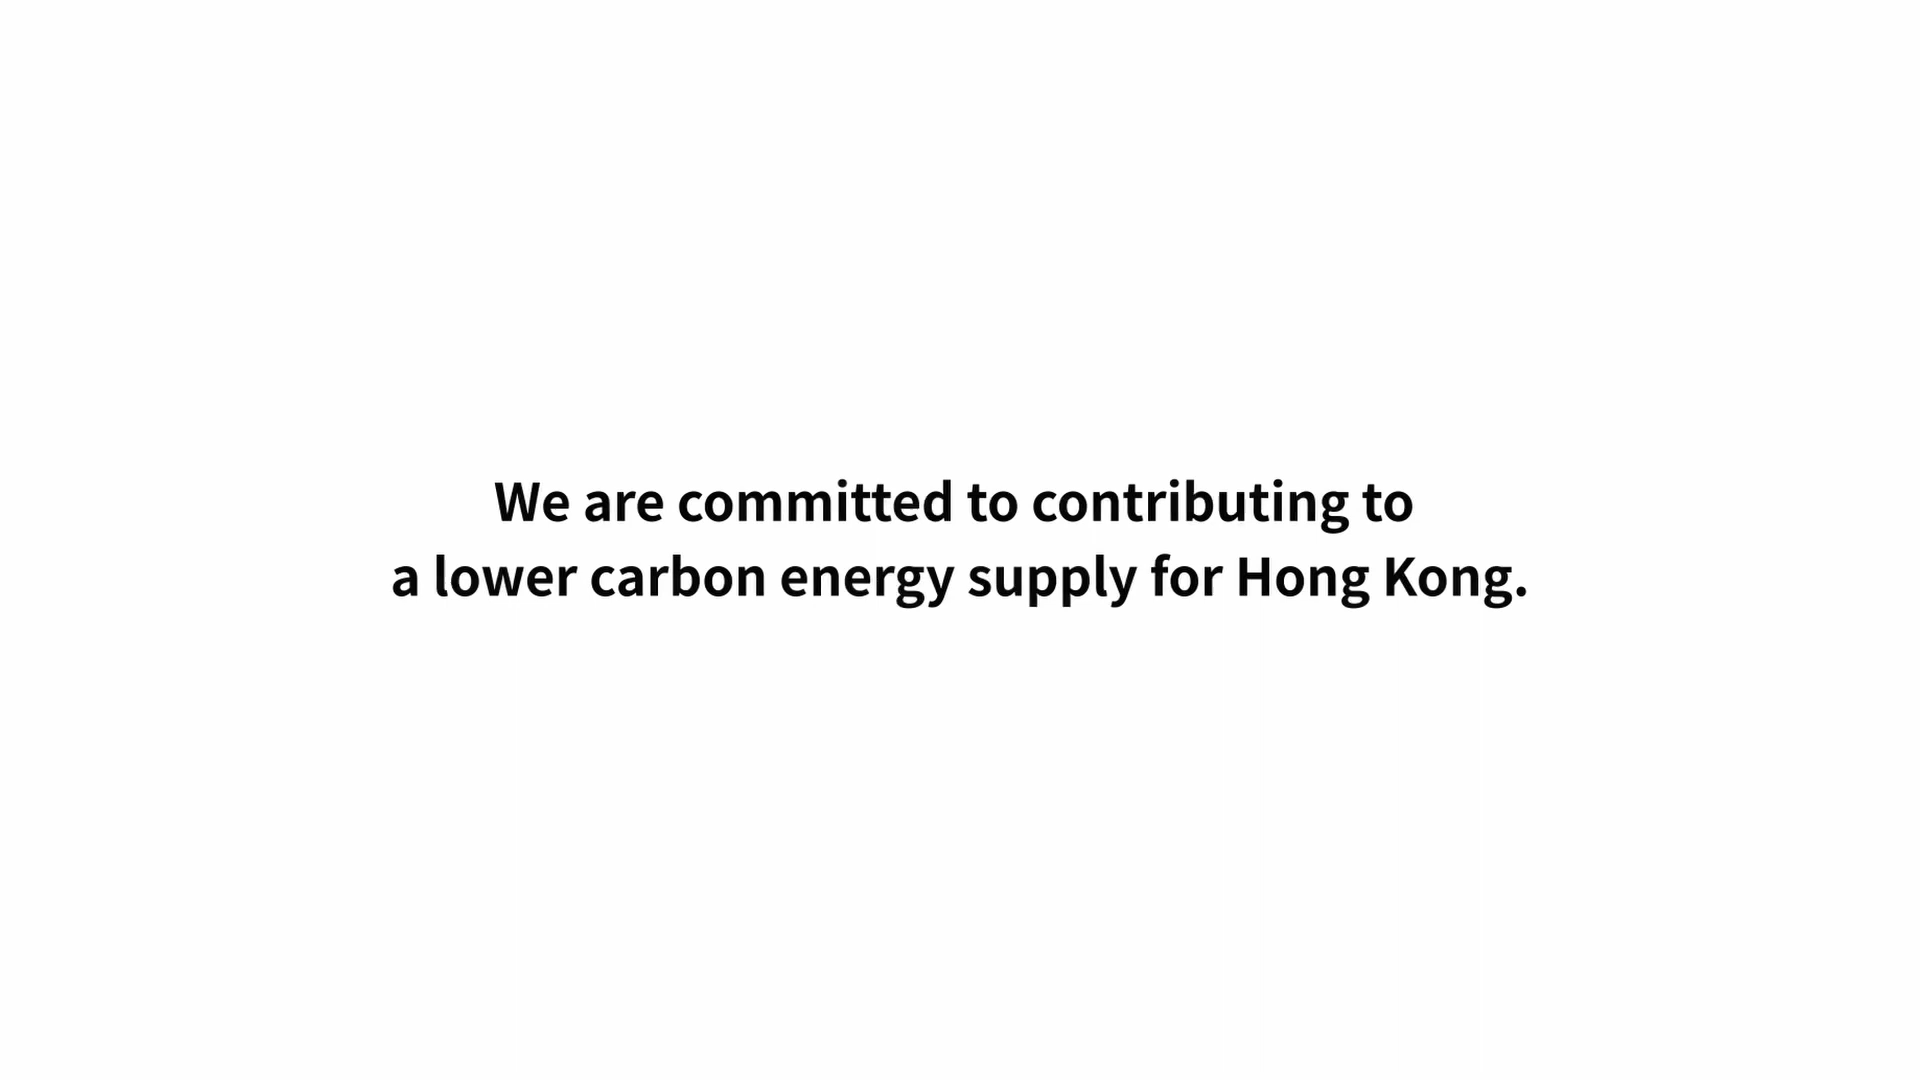 We are committed to contributing to
a lower carbon energy supply for Hong Kong.